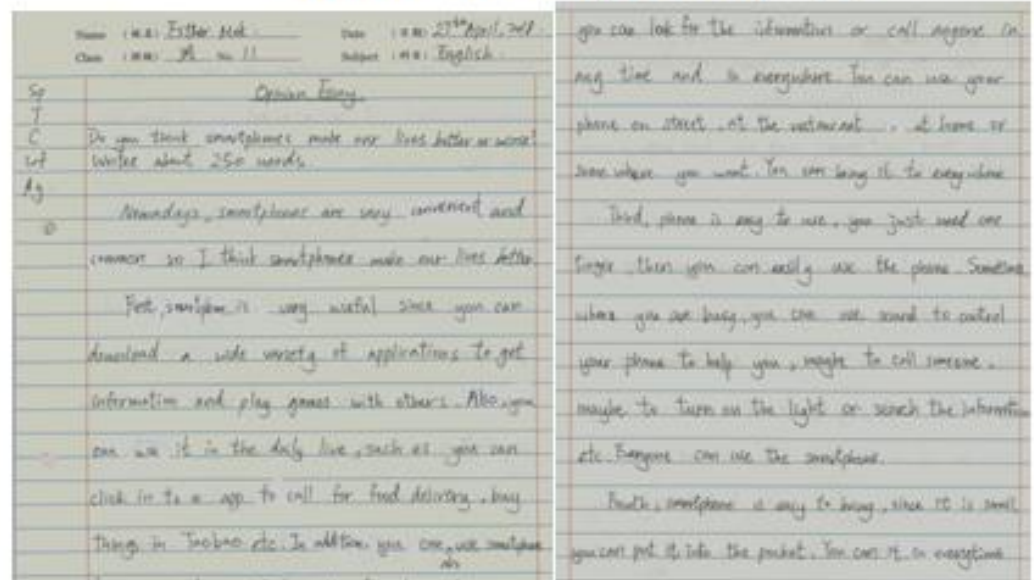 Name : Esther Mok
Date : 27th April, 2018
Class : no. 11
Subject : English
Opinion Essay
Sp
T
C
Wf
Ag
Do you think smartphones make our lives better or worse?
Write about 250 words.
Nowadays, smartphones are very convenient and
common so I think smartphones make our lives better.
First, smartphone is very useful since you can
download a wide variety of applications to get
information and play games with others. Also, you
can use it in the daily live, such as you can
click in to a app to call for food delivery, buy
things in Taobao etc. In addition, you can use smartphone
you can look for the information or call anyone in
any time and in everywhere You can use your
phone on street, at the restaurant, at home or
some where you want. You can bring it to everywhere
Third, phone is easy to use, you just need one
finger, then you can easily use the phone Sometime
where you are busy, you can use sound to control
your phone to help you, maybe to call someone,
maybe to turn on the light or search the information
etc. Everyone can use the smartphone.
Fouth, smartphone is easy to bring, since it is small
you can put it into the pocket. You can it in everytime